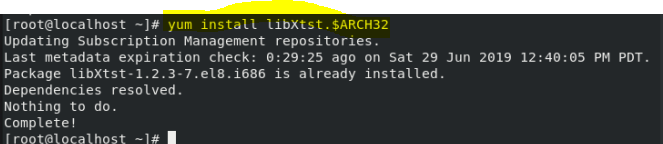 [root@localhost ~]# yum install libXtst.$ARCH32
Updating Subscription Management repositories.
Last metadata expiration check: 0:29:25 ago on Sat 29 Jun 2019 12:40:05 PM PDT.
Package libXtst-1.2.3-7.el8.i686 is already installed.
Dependencies resolved.
Nothing to do.
Complete!
[root@localhost ~]#